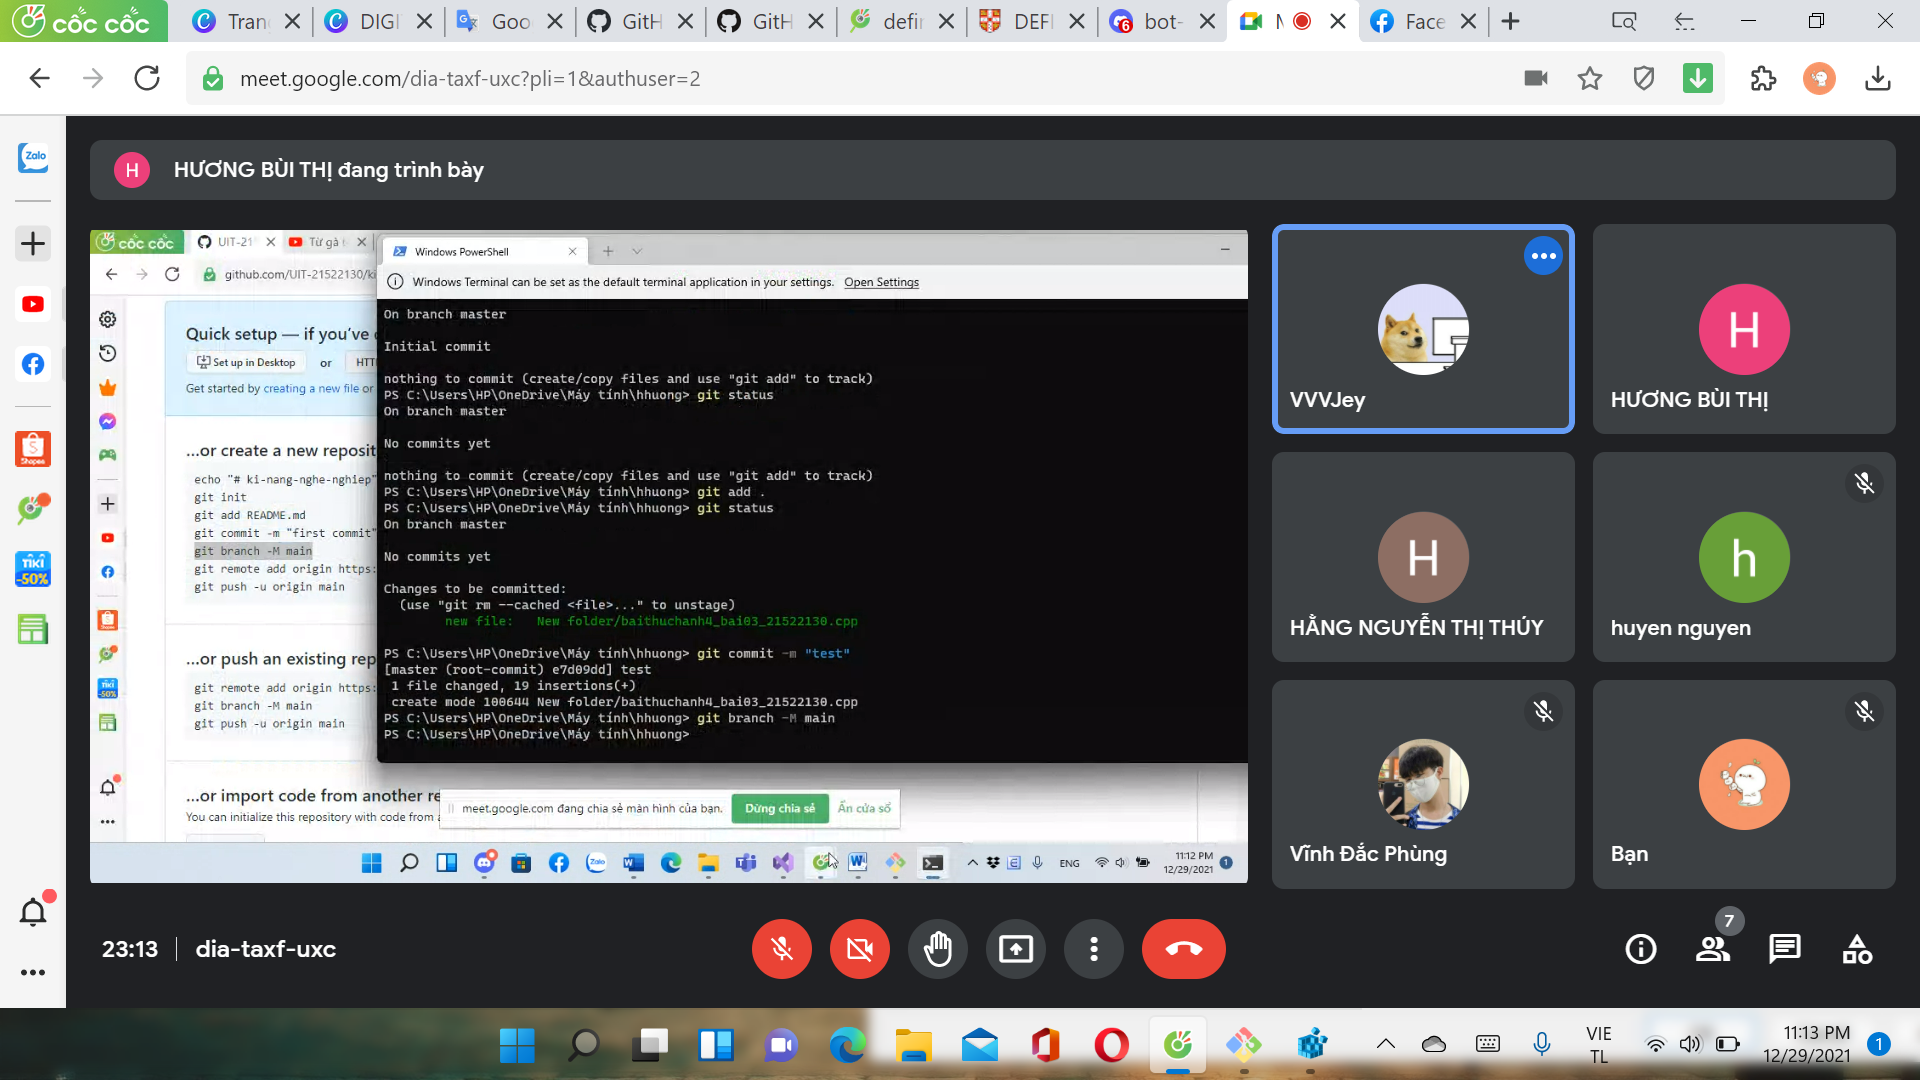 cốc cốc
Tran
DIGI
Goo
GitH
GitH
defin
DEFI
bot-
Face
meet.google.com/dia-taxf-uxc?pli=1&authuser=2
Zalo
HƯƠNG BÙI THỊ đang trình bày
cốc cốc
UIT-21
Từ gà
github.com/UIT-21522130/ki
Windows PowerShell
Windows Terminal can be set as the default terminal application in your settings. Open Settings
Quick setup — if you've
Set up in Desktop or HTT
Get started by creating a new file or
...or create a new reposit
echo "# ki-nang-nghe-nghiep"
git init
git add README.md
git commit -m "first commit"
git branch -M main
git remote add origin https:
git push -u origin main
...or push an existing rep
git remote add origin https:
git branch -M main
git push -u origin main
...or import code from another re
You can initialize this repository with code from a
On branch master
Initial commit
nothing to commit (create/copy files and use "git add" to track)
PS C:\Users\HP\OneDrive\Máy tính\hhuong> git status
On branch master
No commits yet
nothing to commit (create/copy files and use "git add" to track)
PS C:\Users\HP\OneDrive\Máy tính\hhuong> git add .
PS C:\Users\HP\OneDrive\Máy tính\hhuong> git status
On branch master
No commits yet
Changes to be committed:
(use "git rm --cached <file>..." to unstage)
new file: New folder/baithuchanh4_bai03_21522130.cpp
PS C:\Users\HP\OneDrive\Máy tính\hhuong> git commit -m "test"
[master (root-commit) e7d09dd] test
1 file changed, 19 insertions(+)
create mode 100644 New folder/baithuchanh4_bai03_21522130.cpp
PS C:\Users\HP\OneDrive\Máy tính\hhuong> git branch -M main
PS C:\Users\HP\OneDrive\Máy tính\hhuong>
meet.google.com đang chia sẻ màn hình của bạn. Dừng chia sẻ Ẩn cửa sổ
ENG
11:12 PM
12/29/2021
1
VVVJey
H
HƯƠNG BÙI THỊ
H
HẰNG NGUYỄN THỊ THÚY
h
huyen nguyen
Vĩnh Đắc Phùng
Bạn
TIKI
-50%
23:13
dia-taxf-uxc
7
VIE
TL
11:13 PM
12/29/2021
1